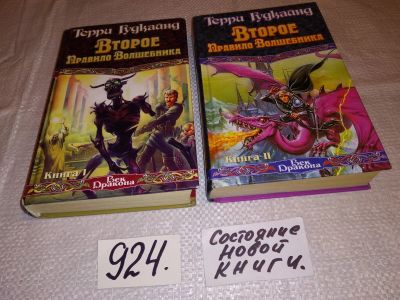 Терри Гудкайнд
Второе
Правило Волшебника
Книга I
Век
Дракона
Терри Гудкайнд
Второе
Правило Волшебника
Книга II
Век
Дракона
924.
Состояние
новой
книги.